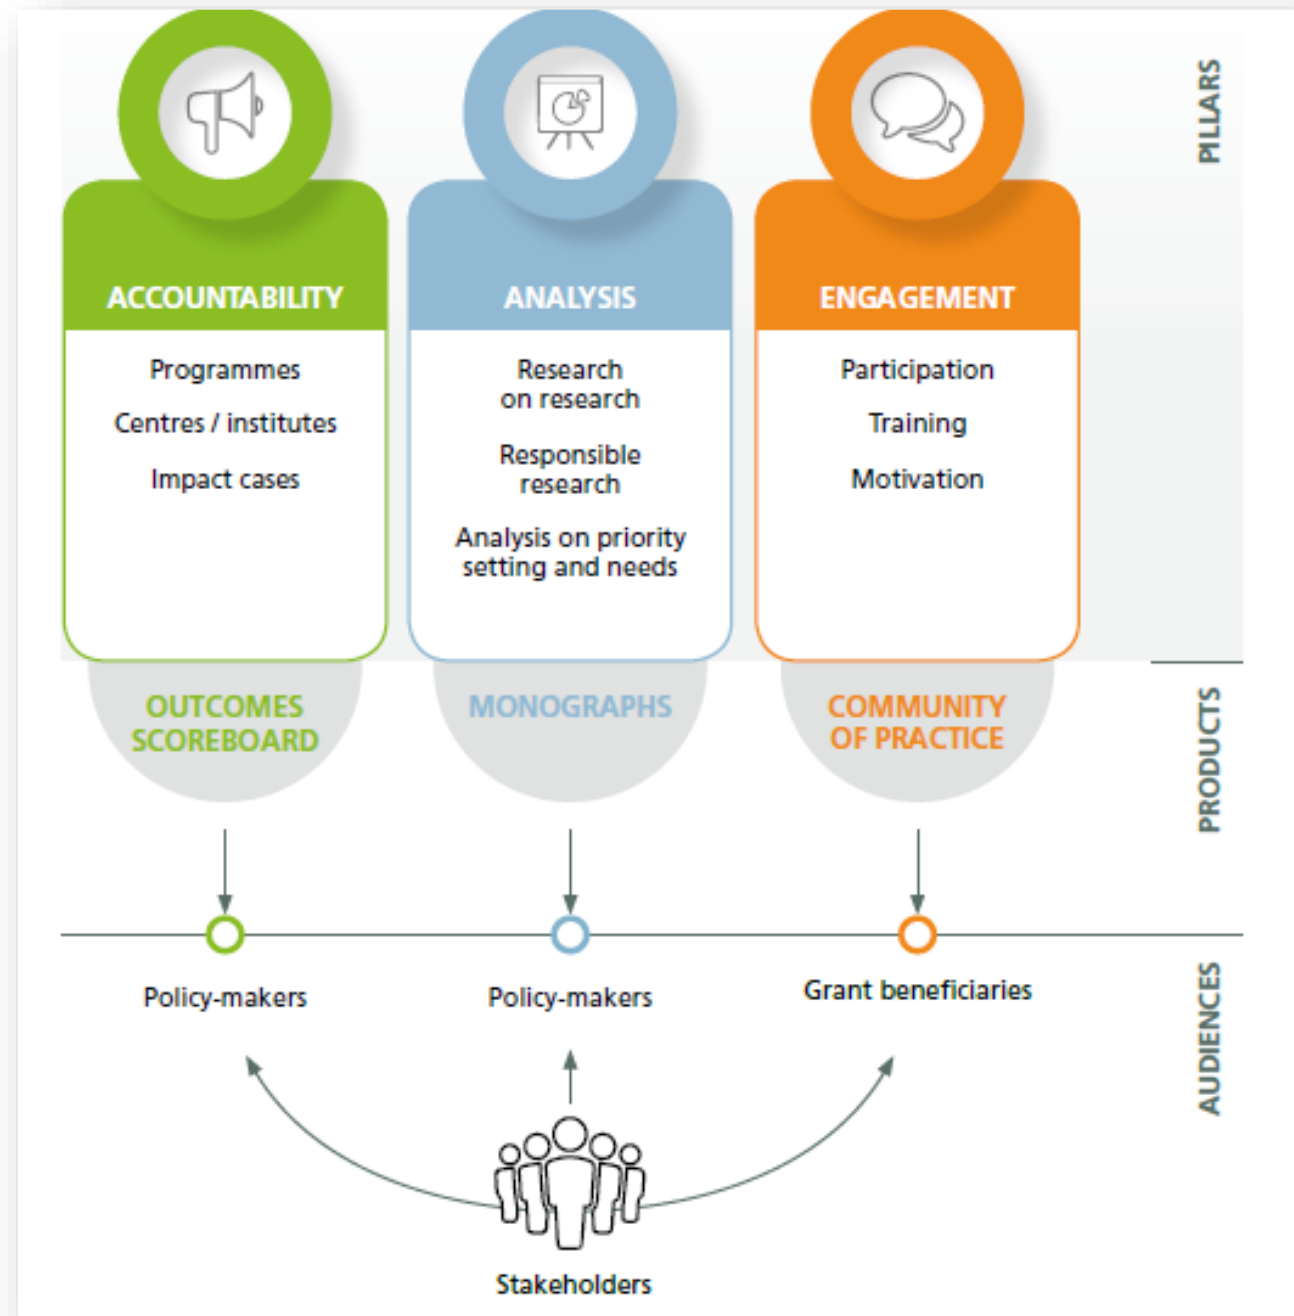 PILLARS
ACCOUNTABILITY
Programmes
Centres / institutes
Impact cases
ANALYSIS
Research
on research
Responsible
research
Analysis on priority
setting and needs
ENGAGEMENT
Participation
Training
Motivation
PRODUCTS
OUTCOMES
SCOREBOARD
MONOGRAPHS
COMMUNITY
OF PRACTICE
AUDIENCES
Policy-makers
Policy-makers
Grant beneficiaries
Stakeholders